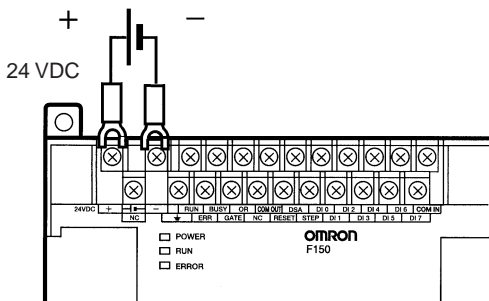 + −
24 VDC
24VDC + − RUN BUSY OR COM OUT DSA DI 0 DI 2 DI 4 DI 6 COM IN
NC ERR GATE NC RESET STEP DI 1 DI 3 DI 5 DI 7
POWER
RUN
ERROR
OMRON
F150